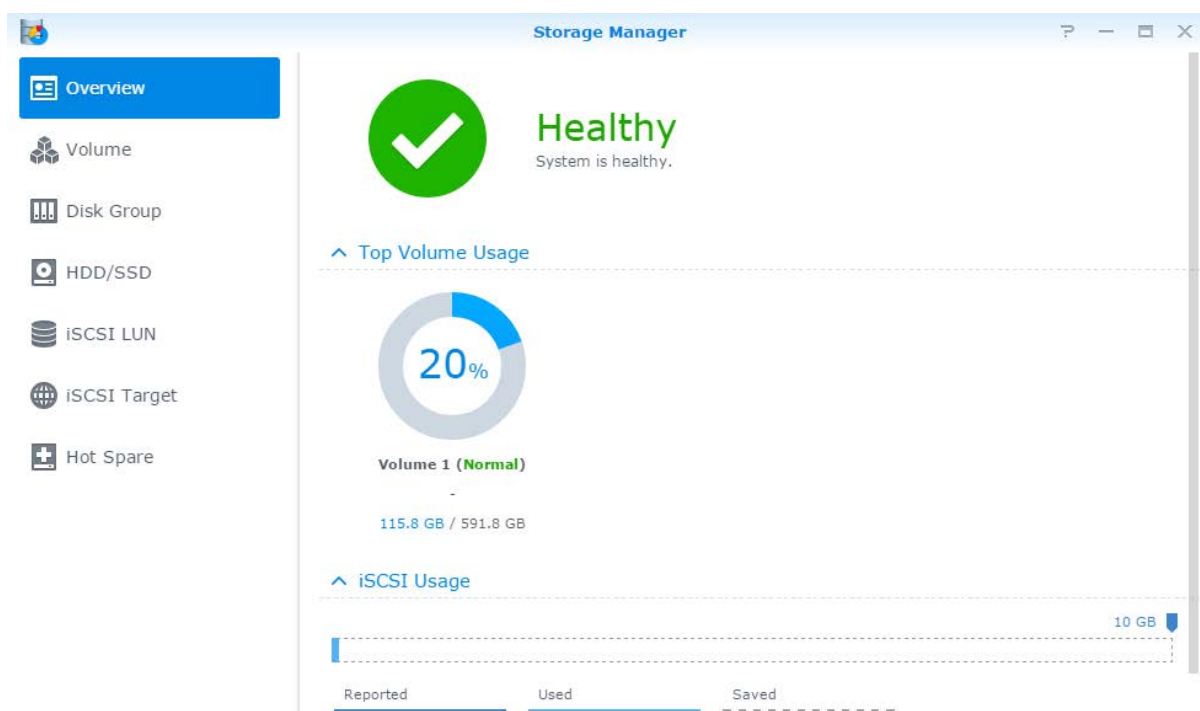 Storage Manager
Overview
Volume
Disk Group
HDD/SSD
iSCSI LUN
iSCSI Target
Hot Spare
Healthy
System is healthy.
Top Volume Usage
20%
Volume 1 (Normal)
-
115.8 GB / 591.8 GB
iSCSI Usage
10 GB
Reported Used Saved